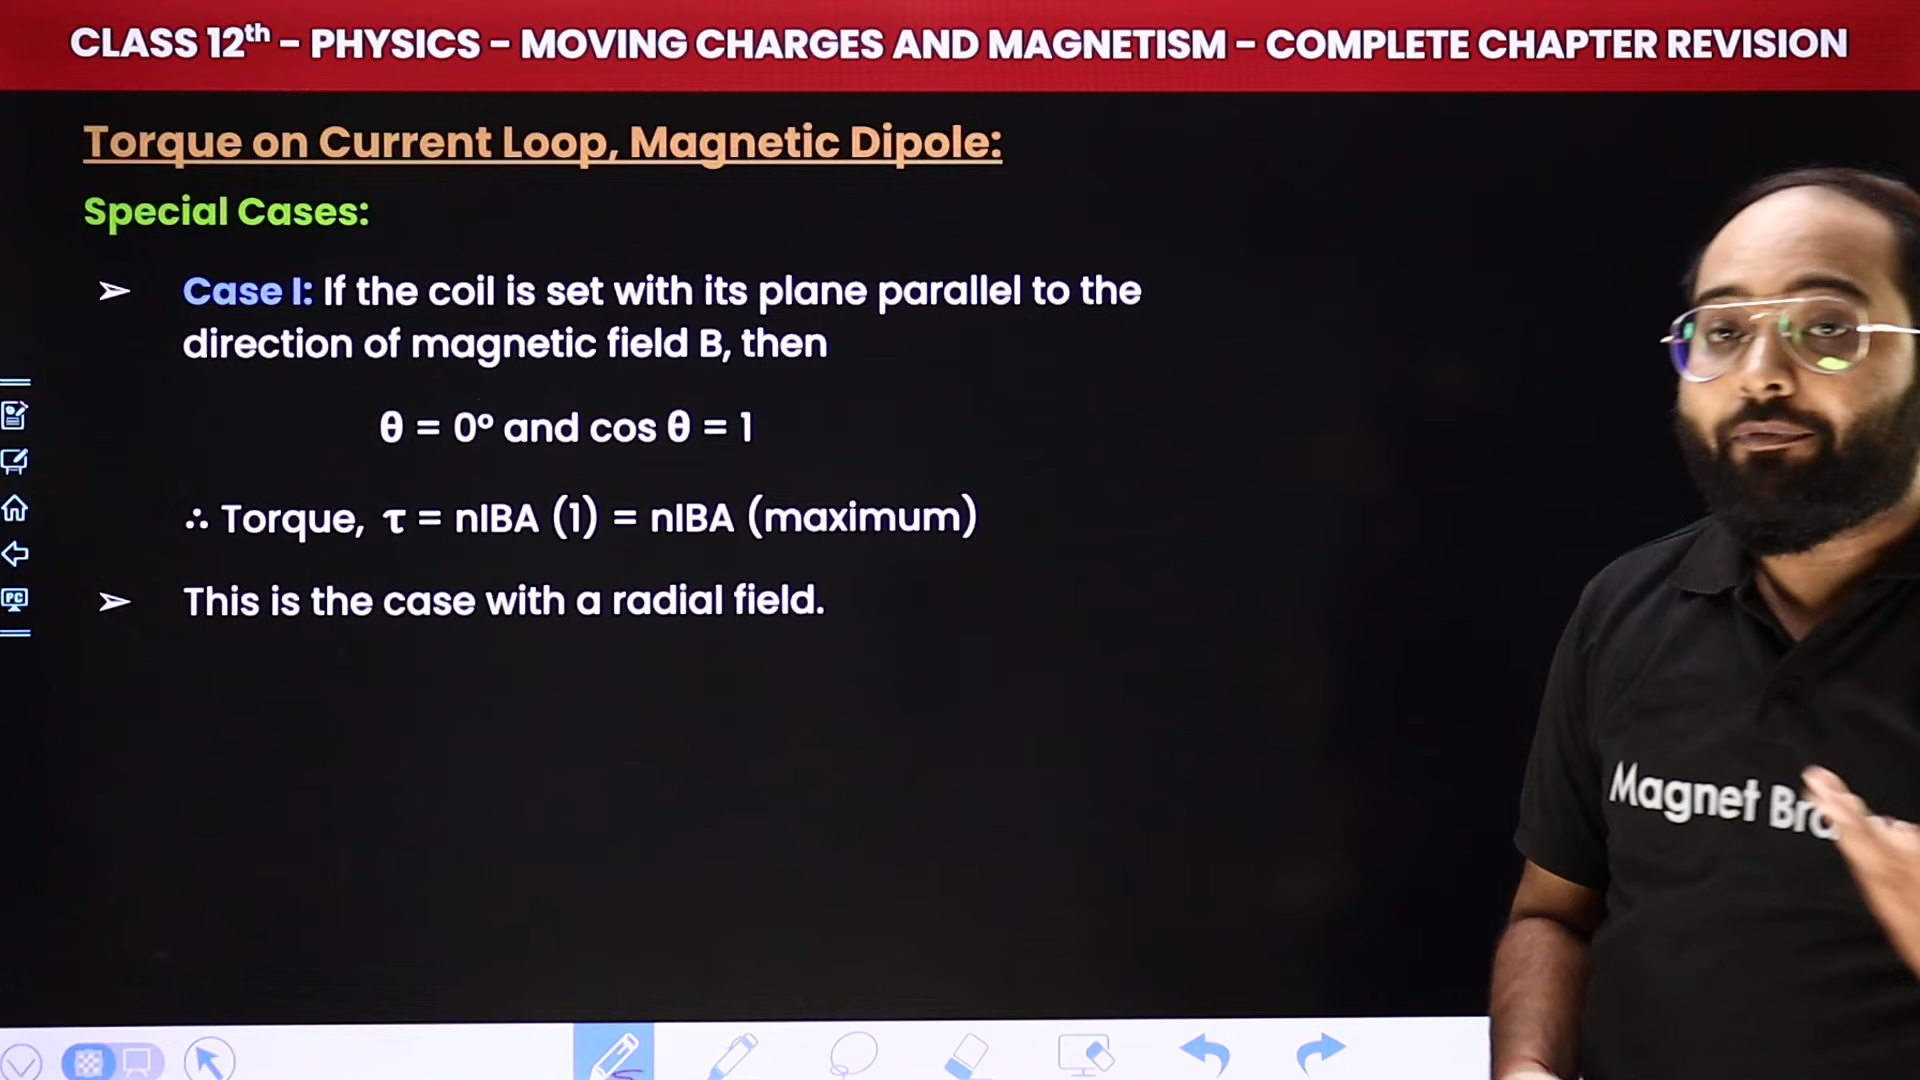 CLASS 12th – PHYSICS – MOVING CHARGES AND MAGNETISM – COMPLETE CHAPTER REVISION
Torque on Current Loop, Magnetic Dipole:
Special Cases:
➢ Case I: If the coil is set with its plane parallel to the
direction of magnetic field B, then
θ = 0° and cos θ = 1
∴ Torque, τ = nIBA (1) = nIBA (maximum)
➢ This is the case with a radial field.
PC
Magnet